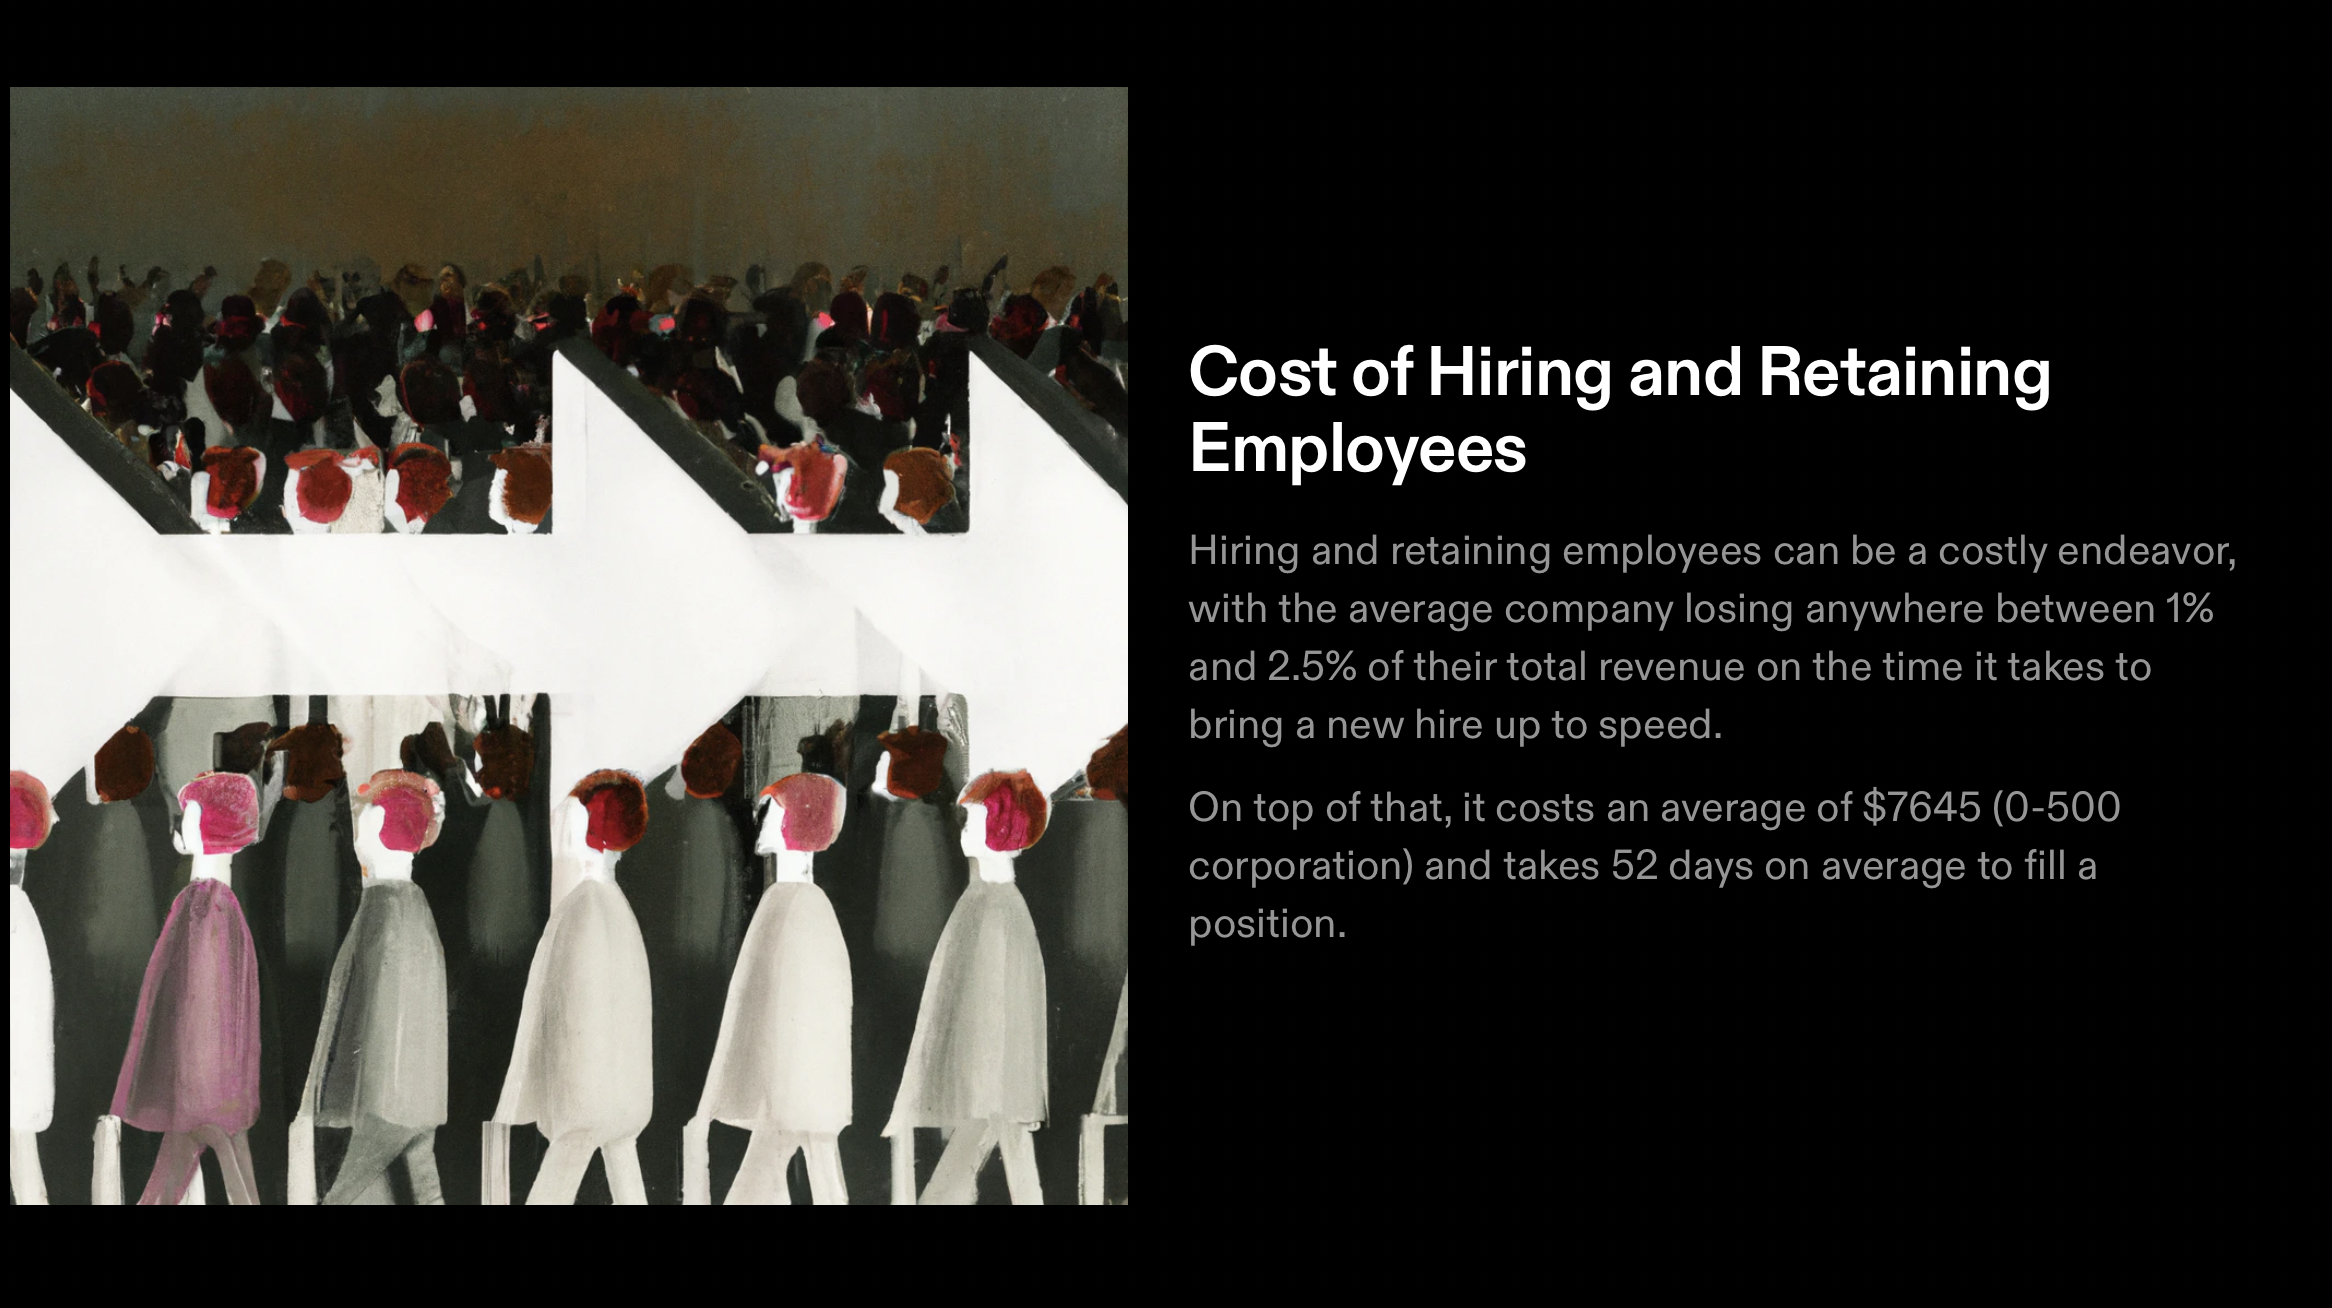 Cost of Hiring and Retaining
Employees
Hiring and retaining employees can be a costly endeavor,
with the average company losing anywhere between 1%
and 2.5% of their total revenue on the time it takes to
bring a new hire up to speed.
On top of that, it costs an average of $7645 (0-500
corporation) and takes 52 days on average to fill a
position.